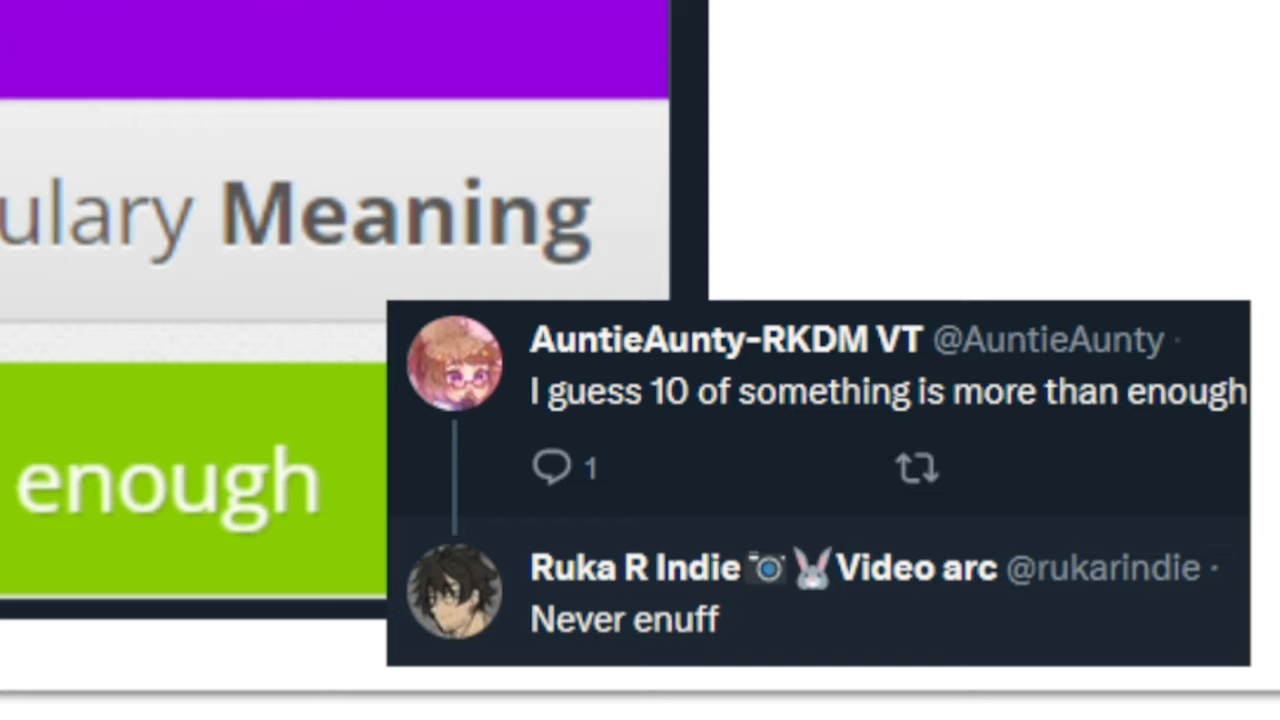 ulary Meaning
enough
AuntieAunty-RKDM VT @AuntieAunty ·
I guess 10 of something is more than enough
1
Ruka R Indie 📷🐰Video arc @rukarindie ·
Never enuff